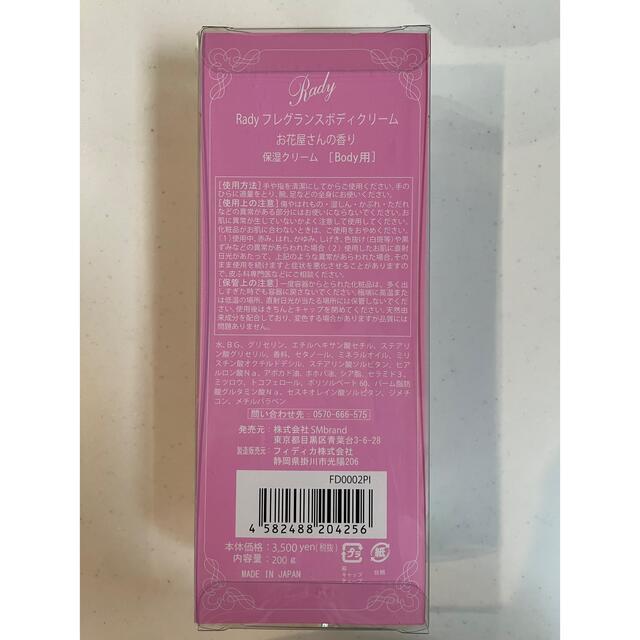 Rady
Rady フレグランスボディクリーム
お花屋さんの香り
保湿クリーム ［Body用］
［使用方法］手や指を清潔にしてからご使用ください。手の
ひらに適量をとり、腕、足などの全身にお使いください。
［使用上の注意］傷やはれもの・湿しん・かぶれ・ただれ
などの異常がある部分にはお使いにならないでください。お
肌に異常が生じていないかよく注意して使用してください。
化粧品がお肌に合わないときは、ご使用をおやめください。
（1）使用中、赤み、はれ、かゆみ、しげき、色抜け（白斑等）や黒
ずみなどの異常があらわれた場合（2）使用したお肌に直射
日光があたって、上記のような異常があらわれた場合、その
まま使用を続けますと症状を悪化させることがありますの
で、皮ふ科専門医などにご相談ください。
［保管上の注意］一度容器からとられた化粧品は、多く出
しすぎた時でも容器に戻さないでください。極端に高温また
は低温の場所、直射日光が当たる場所には保管しないでくだ
さい。使用後はきちんとキャップを閉めてください。天然由
来成分を配合しており、変色する場合がありますが品質には
問題ありません。
水、ＢＧ、グリセリン、エチルヘキサン酸セチル、ステアリ
ン酸グリセリル、香料、セタノール、ミネラルオイル、ミリ
スチン酸オクチルドデシル、ステアリン酸ソルビタン、ヒア
ルロン酸Ｎａ、アボカド油、ホホバ油、シア脂、セラミド３、
ミツロウ、トコフェロール、ポリソルベート60、パーム脂肪
酸グルタミン酸Ｎａ、セスキオレイン酸ソルビタン、ジメチ
コン、メチルパラベン
問い合わせ先：0570-666-575
発売元：株式会社 SMbrand
東京都目黒区青葉台3-6-28
製造販売元：フィディカ株式会社
静岡県掛川市光陽206
FD0002PI
4 582488 204256
本体価格：3,500 yen（税抜）
内容量：200 g
MADE IN JAPAN
プラ
紙